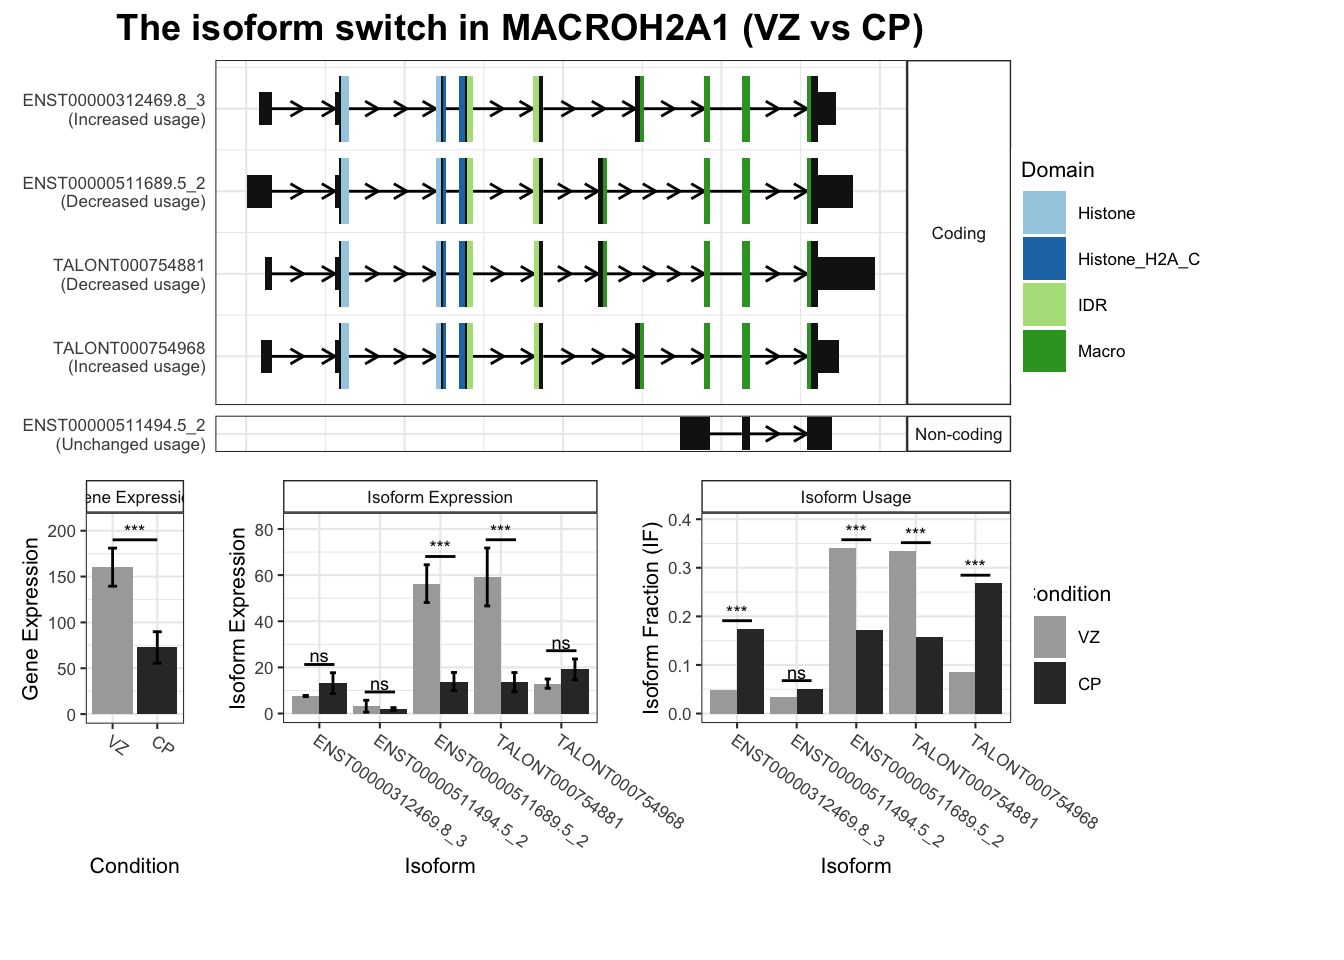 The isoform switch in MACROH2A1 (VZ vs CP)
ENST00000312469.8_3
(Increased usage)
ENST00000511689.5_2
(Decreased usage)
TALONT000754881
(Decreased usage)
TALONT000754968
(Increased usage)
ENST00000511494.5_2
(Unchanged usage)
Coding
Non-coding
Domain
Histone
Histone_H2A_C
IDR
Macro
ene Expressi
Gene Expression
200
150
100
50
0
***
VZ
CP
Condition
Isoform Expression
Isoform Expression
80
60
40
20
0
ns
ns
***
***
ns
ENST00000312469.8_3
ENST00000511494.5_2
ENST00000511689.5_2
TALONT000754881
TALONT000754968
Isoform
Isoform Usage
Isoform Fraction (IF)
0.4
0.3
0.2
0.1
0.0
***
ns
***
***
***
ENST00000312469.8_3
ENST00000511494.5_2
ENST00000511689.5_2
TALONT000754881
TALONT000754968
Isoform
ondition
VZ
CP